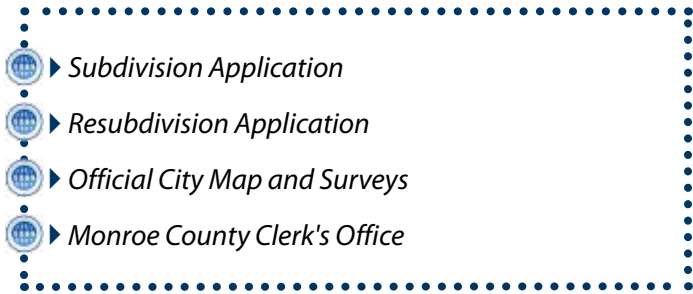 Subdivision Application
Resubdivision Application
Official City Map and Surveys
Monroe County Clerk's Office